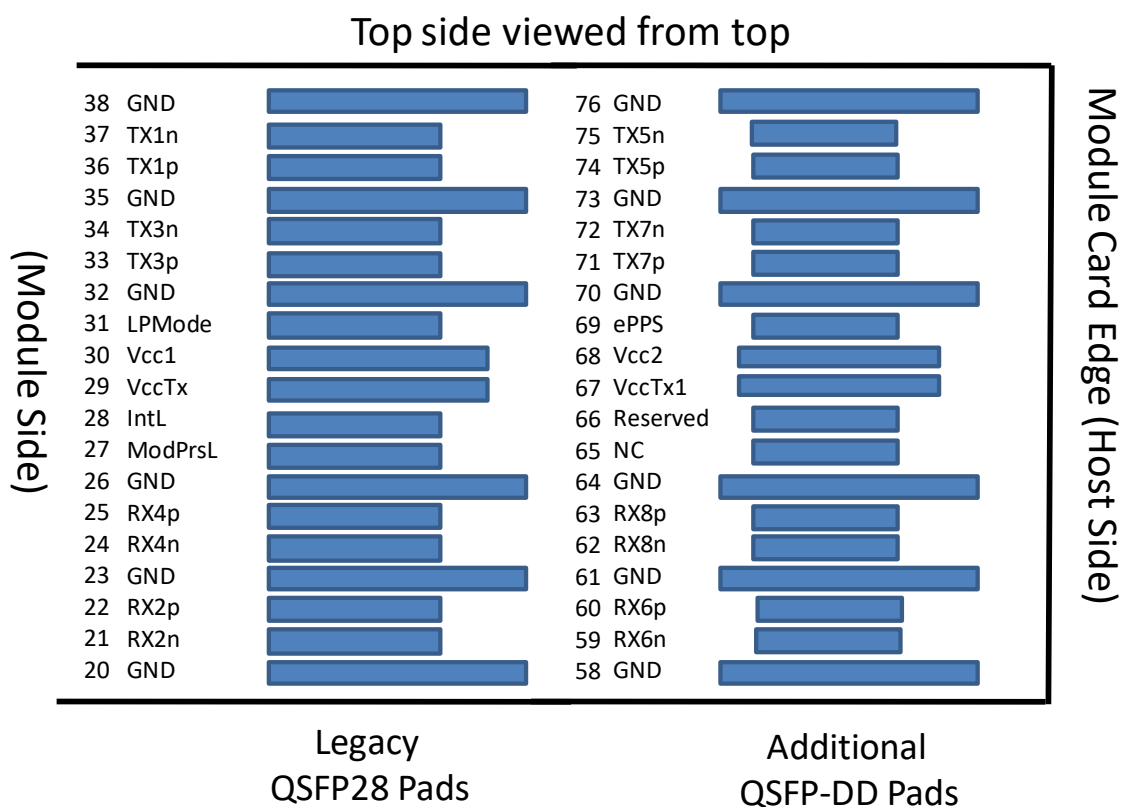 Top side viewed from top
38 GND 76 GND
37 TX1n 75 TX5n
36 TX1p 74 TX5p
35 GND 73 GND
34 TX3n 72 TX7n
33 TX3p 71 TX7p
32 GND 70 GND
31 LPMode 69 ePPS
30 Vcc1 68 Vcc2
29 VccTx 67 VccTx1
28 IntL 66 Reserved
27 ModPrsL 65 NC
26 GND 64 GND
25 RX4p 63 RX8p
24 RX4n 62 RX8n
23 GND 61 GND
22 RX2p 60 RX6p
21 RX2n 59 RX6n
20 GND 58 GND
(Module Side)
Module Card Edge (Host Side)
Legacy
QSFP28 Pads
Additional
QSFP-DD Pads